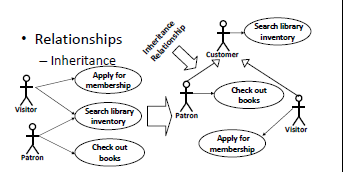 • Relationships
– Inheritance
Apply for
membership
Visitor
Search library
inventory
Patron
Check out
books
Inheritance
Relationship
Customer
Search library
inventory
Patron
Check out
books
Visitor
Apply for
membership